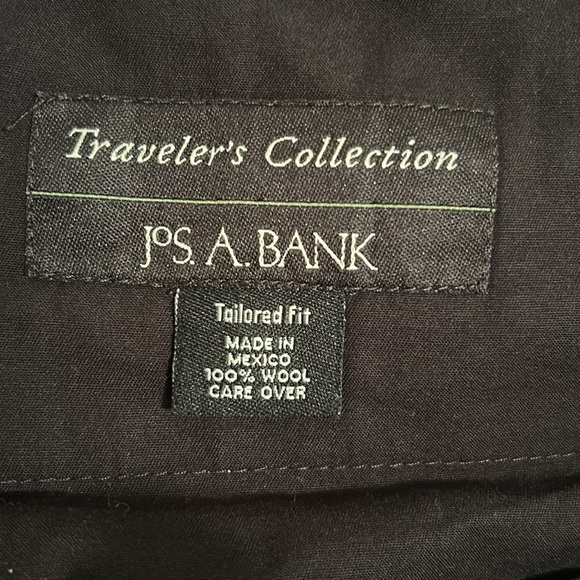 Traveler's Collection
JOS. A. BANK
Tailored Fit
MADE IN
MEXICO
100% WOOL
CARE OVER